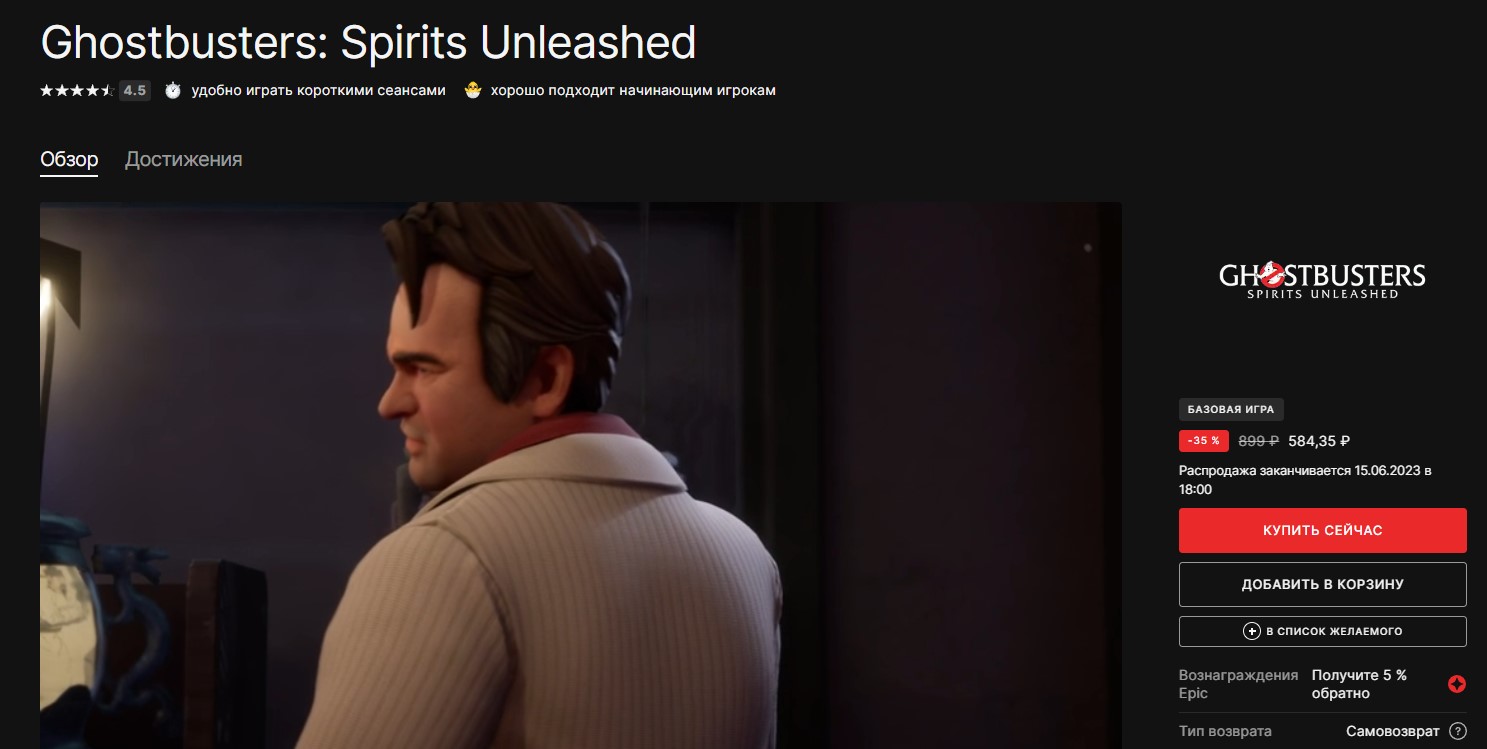 Ghostbusters: Spirits Unleashed
4.5 удобно играть короткими сеансами хорошо подходит начинающим игрокам
Обзор Достижения
GHOSTBUSTERS
SPIRITS UNLEASHED
БАЗОВАЯ ИГРА
-35 % 899 ₽ 584,35 ₽
Распродажа заканчивается 15.06.2023 в
18:00
КУПИТЬ СЕЙЧАС
ДОБАВИТЬ В КОРЗИНУ
В СПИСОК ЖЕЛАЕМОГО
Вознаграждения Получите 5 %
Epic обратно
Тип возврата Самовозврат ?